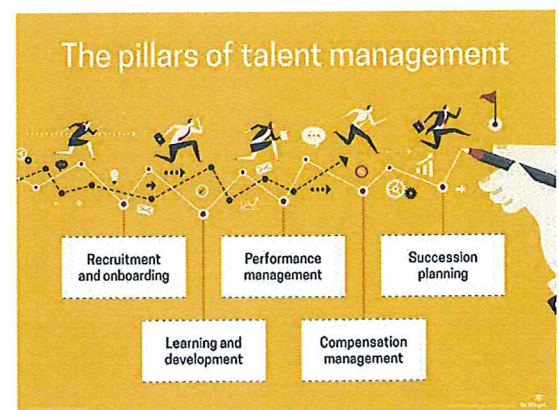 The pillars of talent management
Recruitment
and onboarding
Performance
management
Succession
planning
Learning and
development
Compensation
management